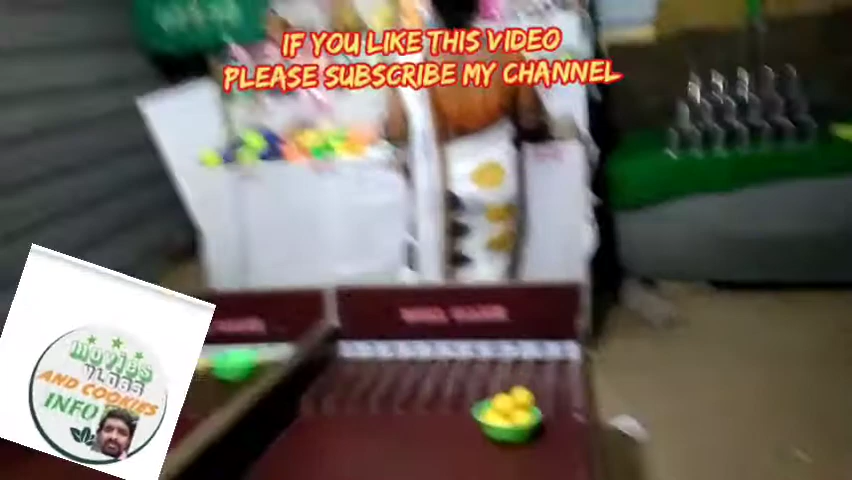 IF YOU LIKE THIS VIDEO
PLEASE SUBSCRIBE MY CHANNEL
MOVIES
VLOGS
AND COOKIES
INFO